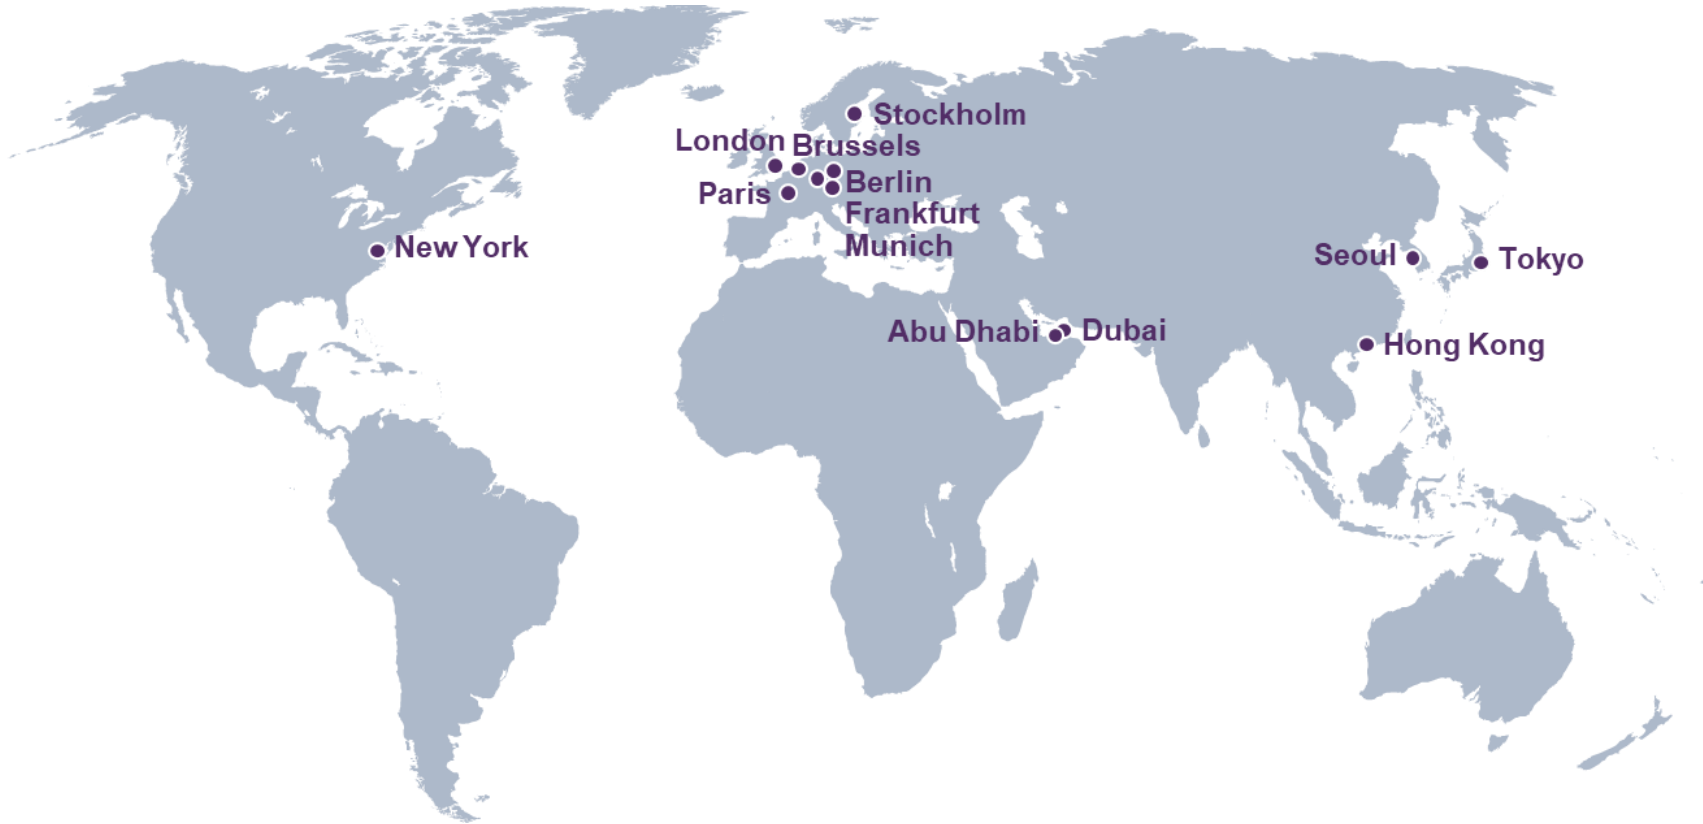 Stockholm
London
Brussels
Paris
Berlin
Frankfurt
Munich
New York
Seoul
Tokyo
Abu Dhabi
Dubai
Hong Kong